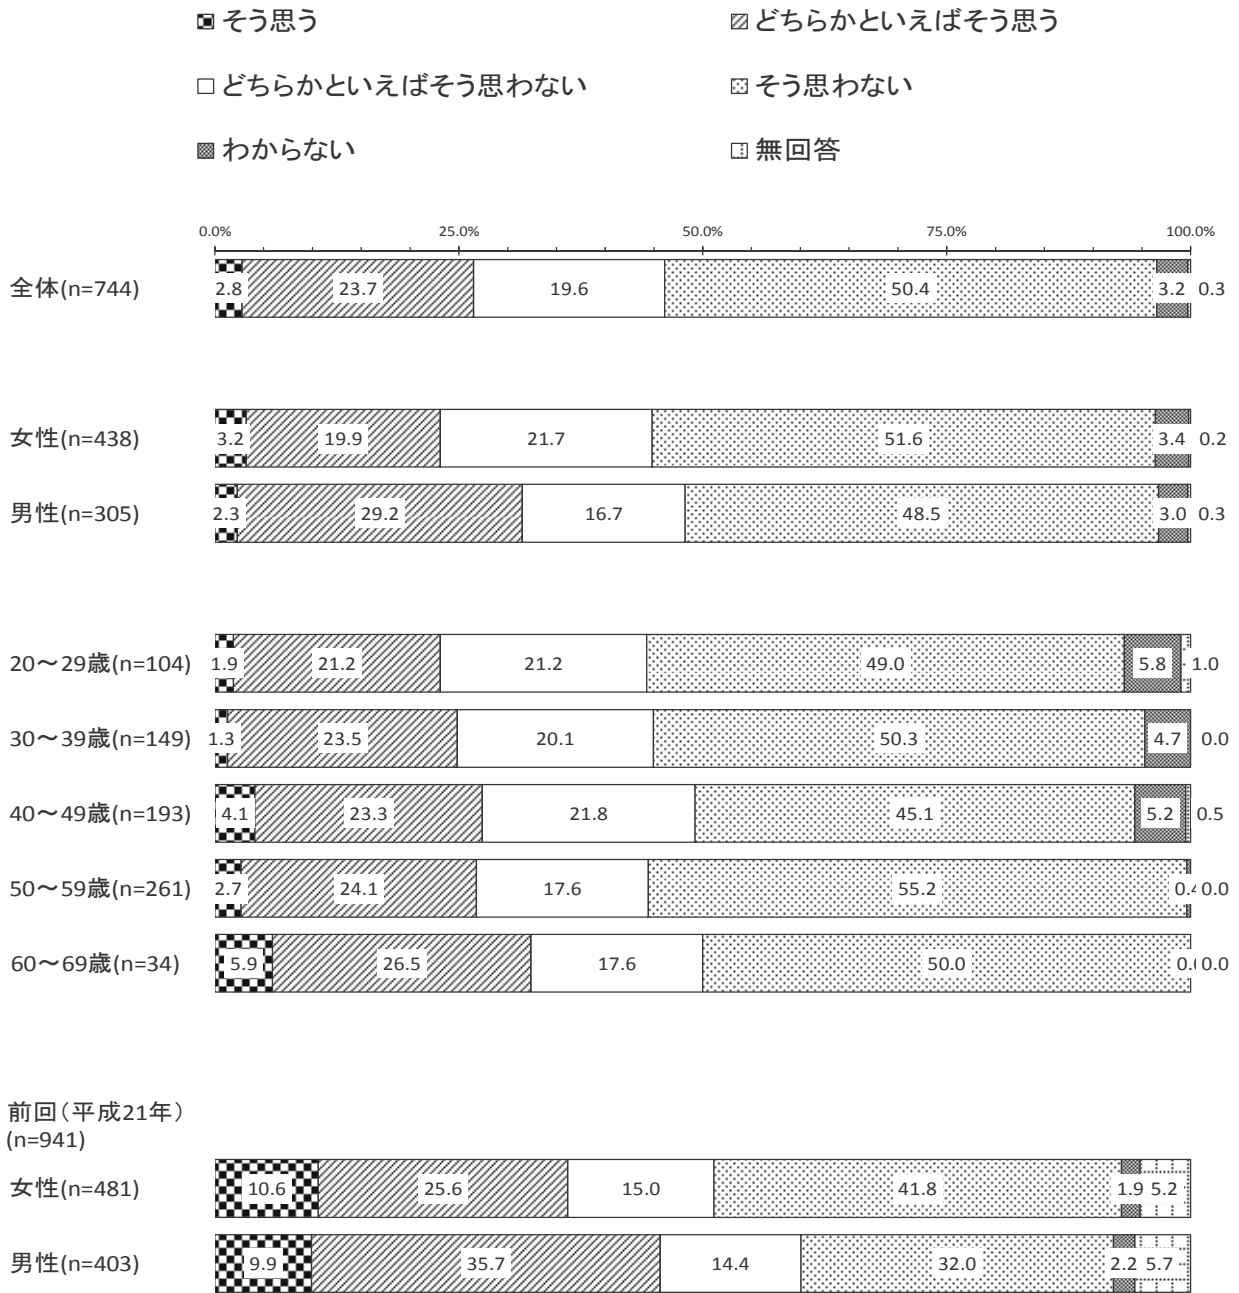 そう思う どちらかといえばそう思う
どちらかといえばそう思わない そう思わない
わからない 無回答
0.0% 25.0% 50.0% 75.0% 100.0%
全体(n=744) 2.8 23.7 19.6 50.4 3.2 0.3
女性(n=438) 3.2 19.9 21.7 51.6 3.4 0.2
男性(n=305) 2.3 29.2 16.7 48.5 3.0 0.3
20～29歳(n=104) 1.9 21.2 21.2 49.0 5.8 1.0
30～39歳(n=149) 1.3 23.5 20.1 50.3 4.7 0.0
40～49歳(n=193) 4.1 23.3 21.8 45.1 5.2 0.5
50～59歳(n=261) 2.7 24.1 17.6 55.2 0.4 0.0
60～69歳(n=34) 5.9 26.5 17.6 50.0 0.0 0.0
前回（平成21年）
(n=941)
女性(n=481) 10.6 25.6 15.0 41.8 1.9 5.2
男性(n=403) 9.9 35.7 14.4 32.0 2.2 5.7